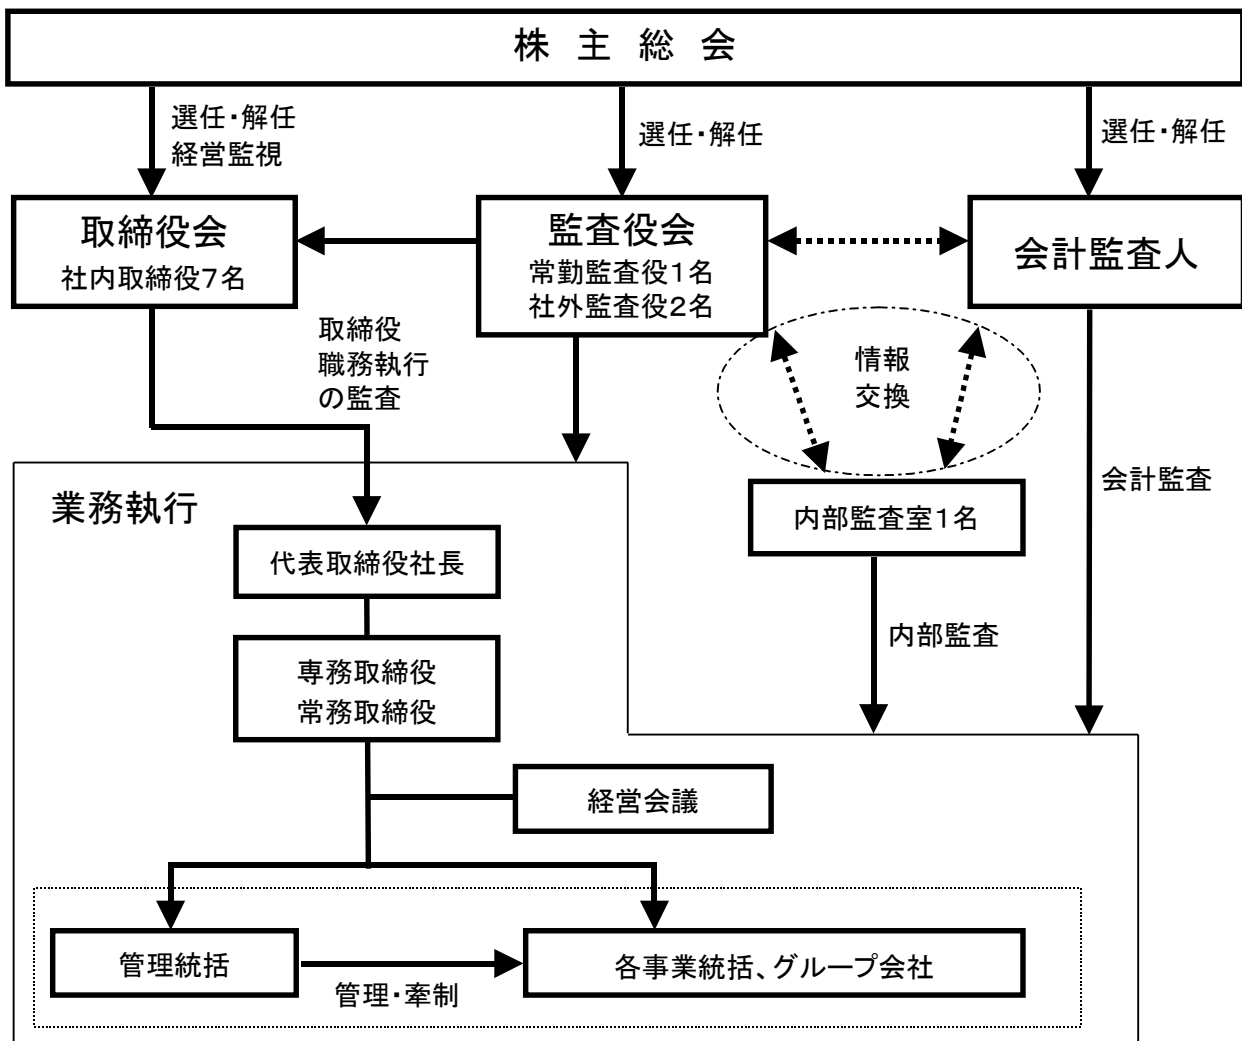 株 主 総 会
選任・解任
経営監視
選任・解任
選任・解任
取締役会
社内取締役7名
監査役会
常勤監査役1名
社外監査役2名
会計監査人
取締役
職務執行
の監査
情報
交換
業務執行
代表取締役社長
内部監査室1名
会計監査
専務取締役
常務取締役
内部監査
経営会議
管理統括
管理・牽制
各事業統括、グループ会社